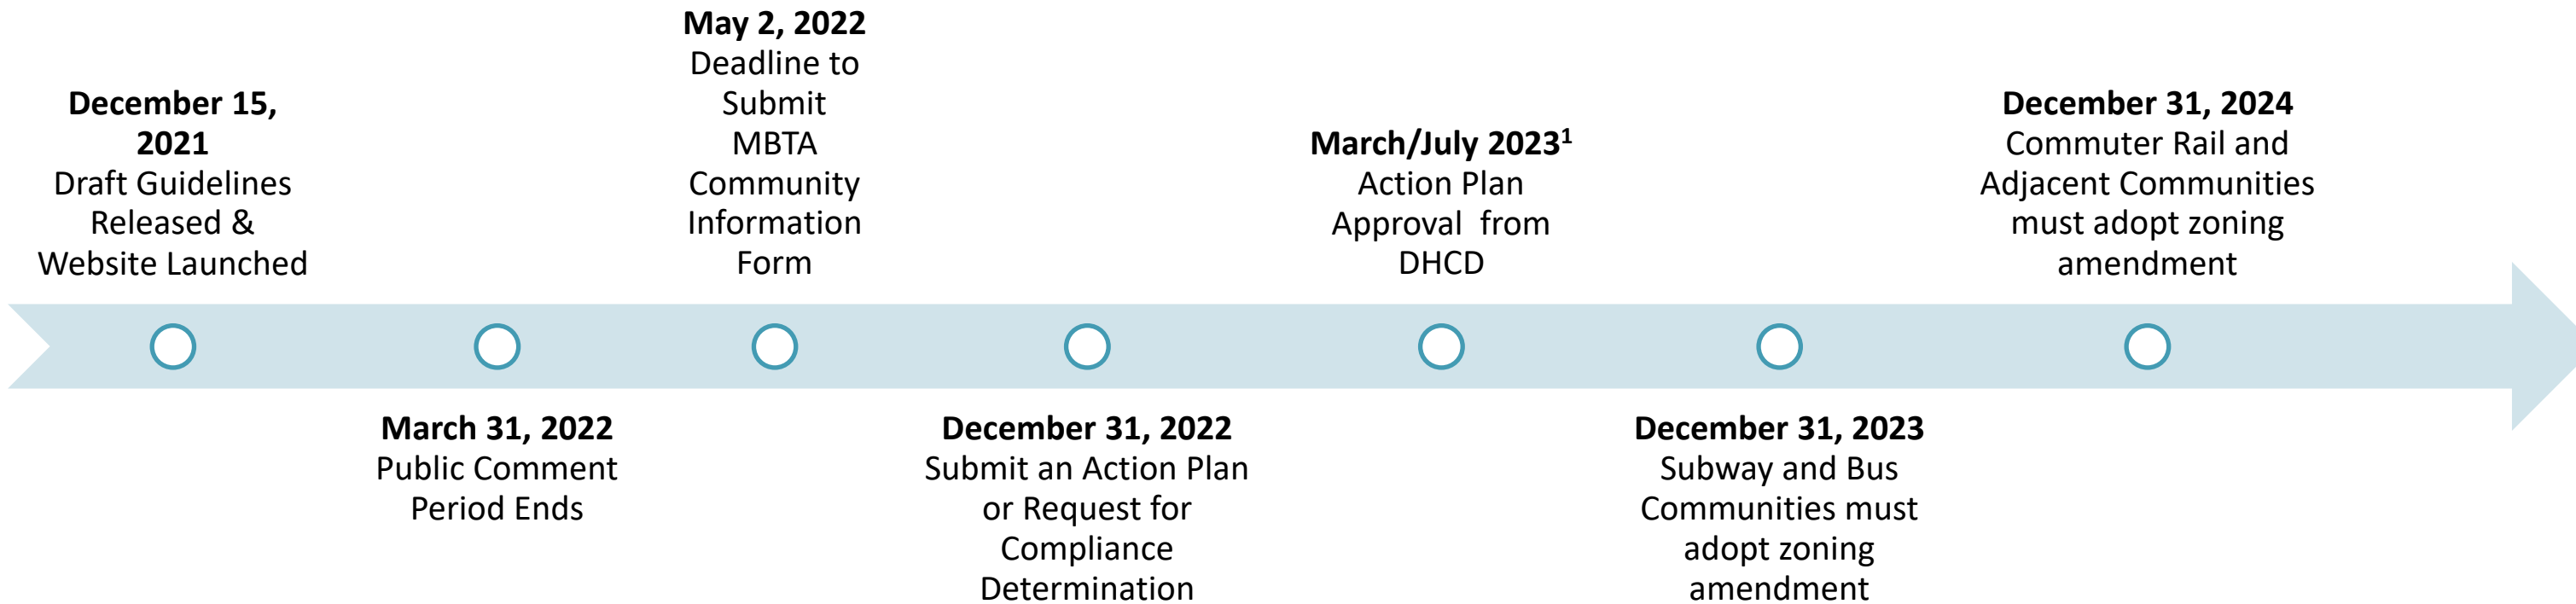 December 15,
2021
Draft Guidelines
Released &
Website Launched
March 31, 2022
Public Comment
Period Ends
May 2, 2022
Deadline to
Submit
MBTA
Community
Information
Form
December 31, 2022
Submit an Action Plan
or Request for
Compliance
Determination
March/July 2023¹
Action Plan
Approval from
DHCD
December 31, 2023
Subway and Bus
Communities must
adopt zoning
amendment
December 31, 2024
Commuter Rail and
Adjacent Communities
must adopt zoning
amendment